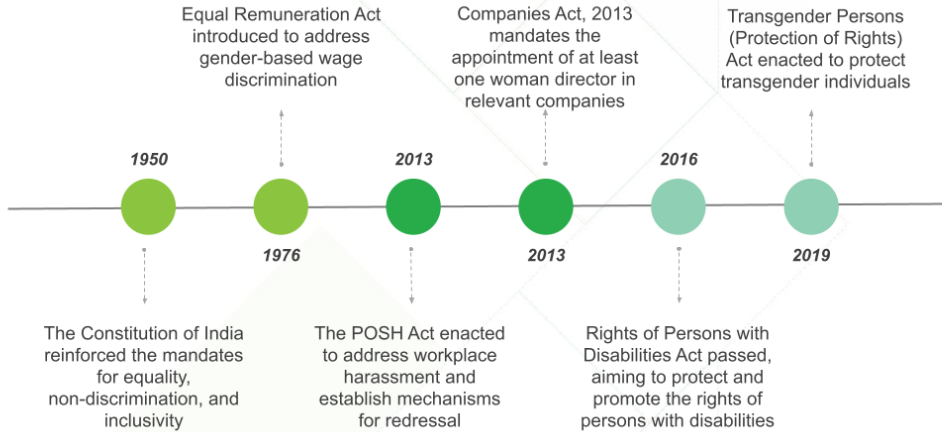 Equal Remuneration Act
introduced to address
gender-based wage
discrimination
Companies Act, 2013
mandates the
appointment of at least
one woman director in
relevant companies
Transgender Persons
(Protection of Rights)
Act enacted to protect
transgender individuals
1950
2013
2016
1976
2013
2019
The Constitution of India
reinforced the mandates
for equality,
non-discrimination, and
inclusivity
The POSH Act enacted
to address workplace
harassment and
establish mechanisms
for redressal
Rights of Persons with
Disabilities Act passed,
aiming to protect and
promote the rights of
persons with disabilities